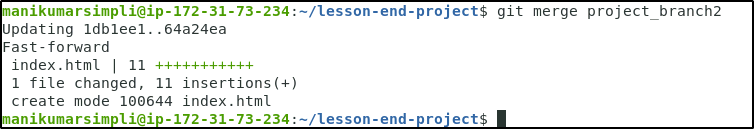 manikumarsimpli@ip-172-31-73-234:~/lesson-end-project$ git merge project_branch2
Updating 1db1ee1..64a24ea
Fast-forward
 index.html | 11 +++++++++++
 1 file changed, 11 insertions(+)
 create mode 100644 index.html
manikumarsimpli@ip-172-31-73-234:~/lesson-end-project$